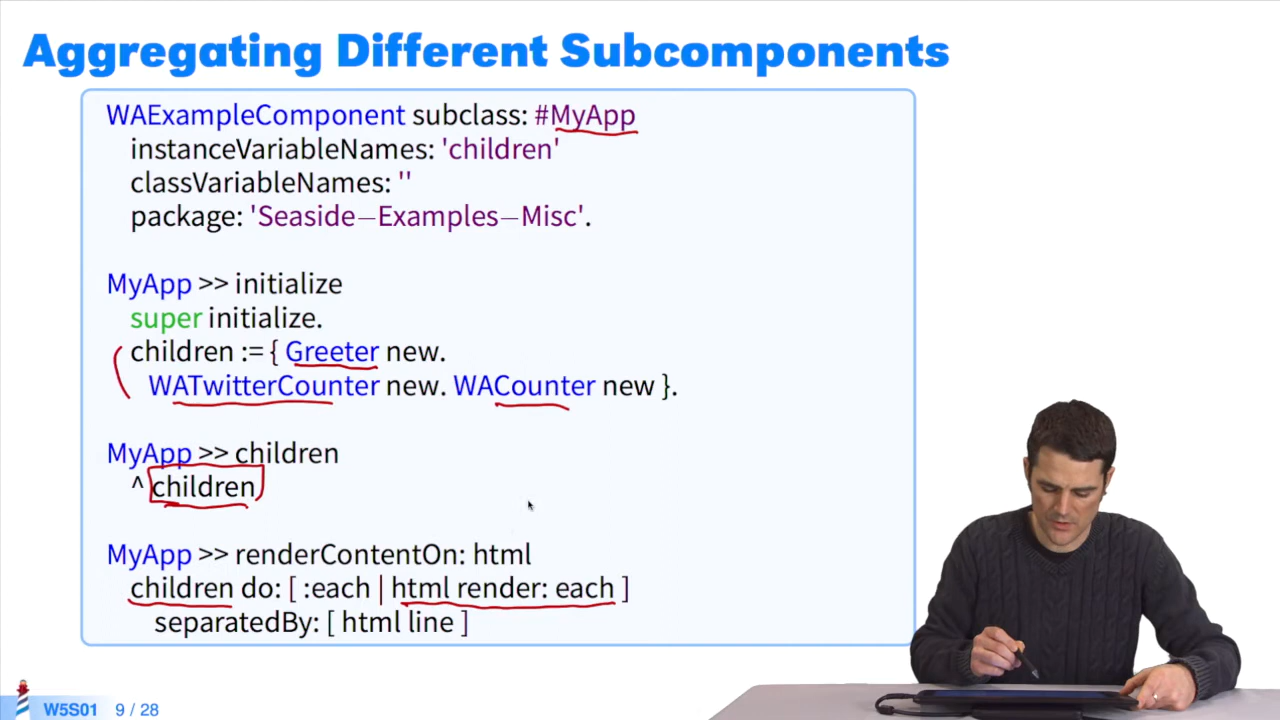 Aggregating Different Subcomponents
WAExampleComponent subclass: #MyApp
instanceVariableNames: 'children'
classVariableNames: ''
package: 'Seaside–Examples–Misc'.
MyApp >> initialize
super initialize.
children := { Greeter new.
WATwitterCounter new. WACounter new }.
MyApp >> children
^ children
MyApp >> renderContentOn: html
children do: [ :each | html render: each ]
separatedBy: [ html line ]
W5S01 9 / 28